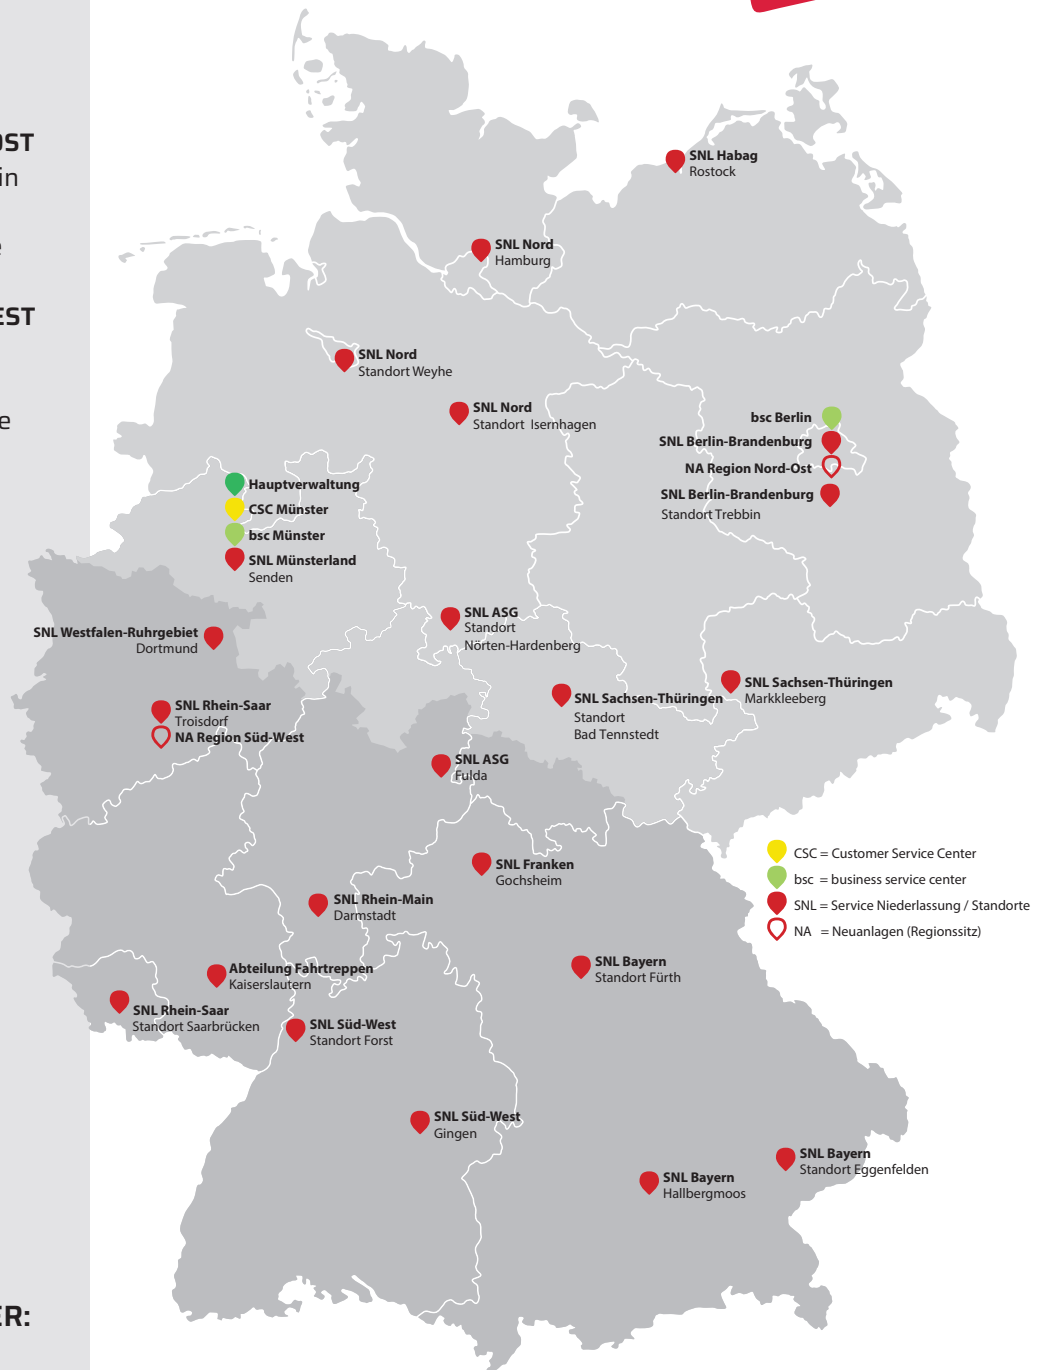 OST
in
e
EST
e
ER:
SNL Habag
Rostock
SNL Nord
Hamburg
SNL Nord
Standort Weyhe
SNL Nord
Standort Isernhagen
bsc Berlin
SNL Berlin-Brandenburg
NA Region Nord-Ost
SNL Berlin-Brandenburg
Standort Trebbin
Hauptverwaltung
CSC Münster
bsc Münster
SNL Münsterland
Senden
SNL ASG
Standort
Nörten-Hardenberg
SNL Westfalen-Ruhrgebiet
Dortmund
SNL Sachsen-Thüringen
Markkleeberg
SNL Sachsen-Thüringen
Standort
Bad Tennstedt
SNL Rhein-Saar
Troisdorf
NA Region Süd-West
SNL ASG
Fulda
SNL Franken
Gochsheim
CSC = Customer Service Center
bsc = business service center
SNL = Service Niederlassung / Standorte
NA = Neuanlagen (Regionssitz)
SNL Rhein-Main
Darmstadt
Abteilung Fahrtreppen
Kaiserslautern
SNL Bayern
Standort Fürth
SNL Rhein-Saar
Standort Saarbrücken
SNL Süd-West
Standort Forst
SNL Süd-West
Gingen
SNL Bayern
Standort Eggenfelden
SNL Bayern
Hallbergmoos